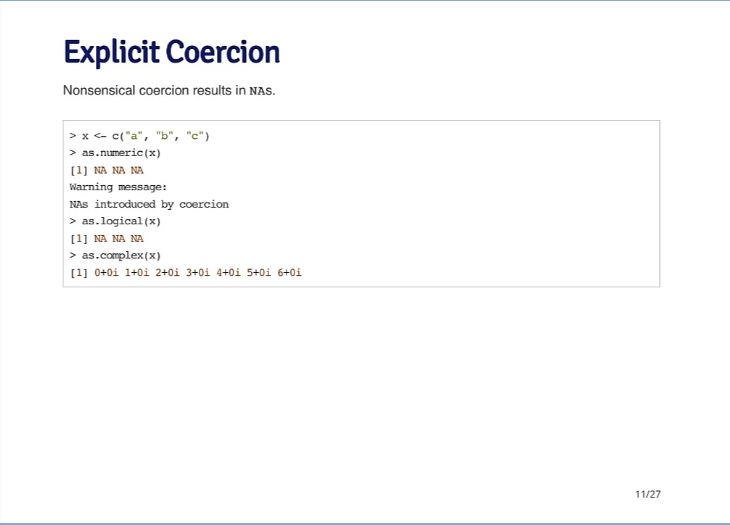 Explicit Coercion
Nonsensical coercion results in NAs.
> x <- c("a", "b", "c")
> as.numeric(x)
[1] NA NA NA
Warning message:
NAs introduced by coercion
> as.logical(x)
[1] NA NA NA
> as.complex(x)
[1] 0+0i 1+0i 2+0i 3+0i 4+0i 5+0i 6+0i
11/27